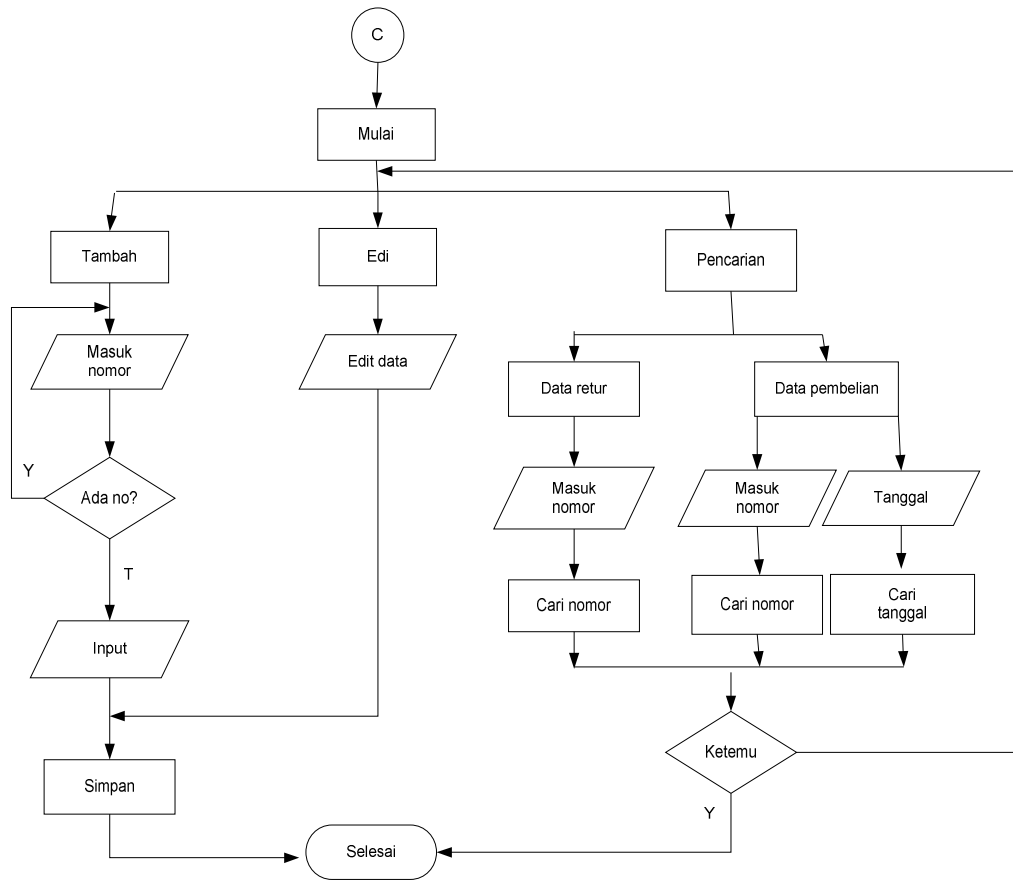 C
Mulai
Tambah
Edi
Pencarian
Masuk
nomor
Edit data
Data retur
Data pembelian
Y
Ada no?
Masuk
nomor
Masuk
nomor
Tanggal
T
Cari nomor
Cari nomor
Cari
tanggal
Input
Ketemu
Simpan
Y
Selesai